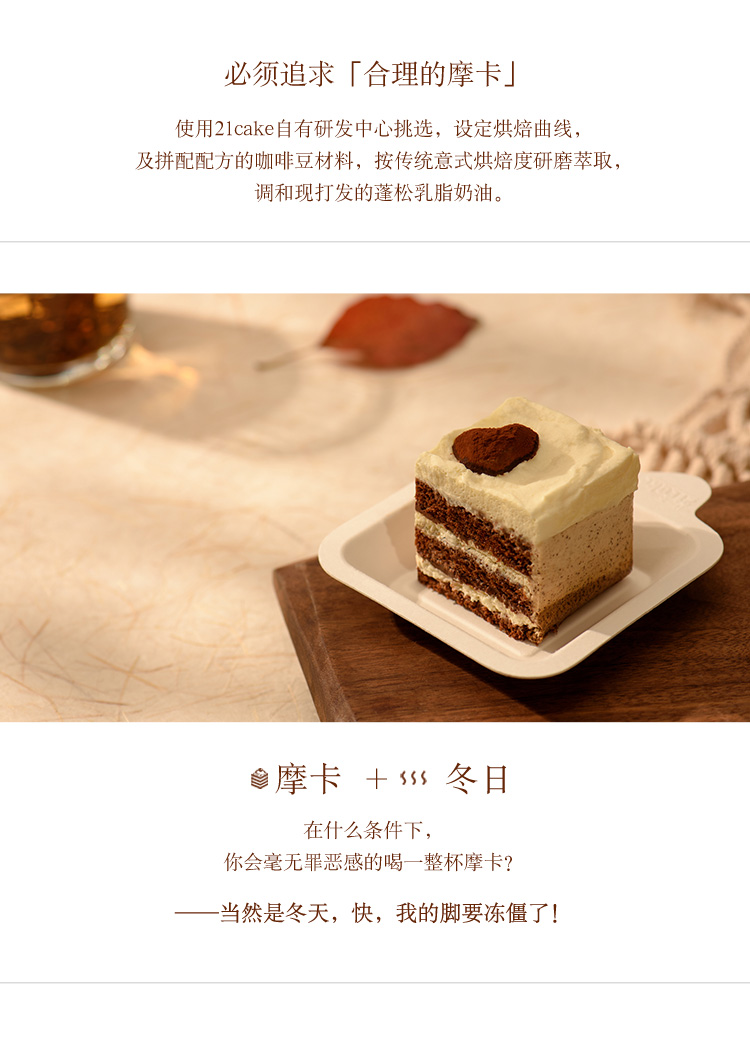 必须追求「合理的摩卡」
使用21cake自有研发中心挑选，设定烘焙曲线，
及拼配配方的咖啡豆材料，按传统意式烘焙度研磨萃取，
调和现打发的蓬松乳脂奶油。
摩卡 + 冬日
在什么条件下，
你会毫无罪恶感的喝一整杯摩卡？
——当然是冬天，快，我的脚要冻僵了！